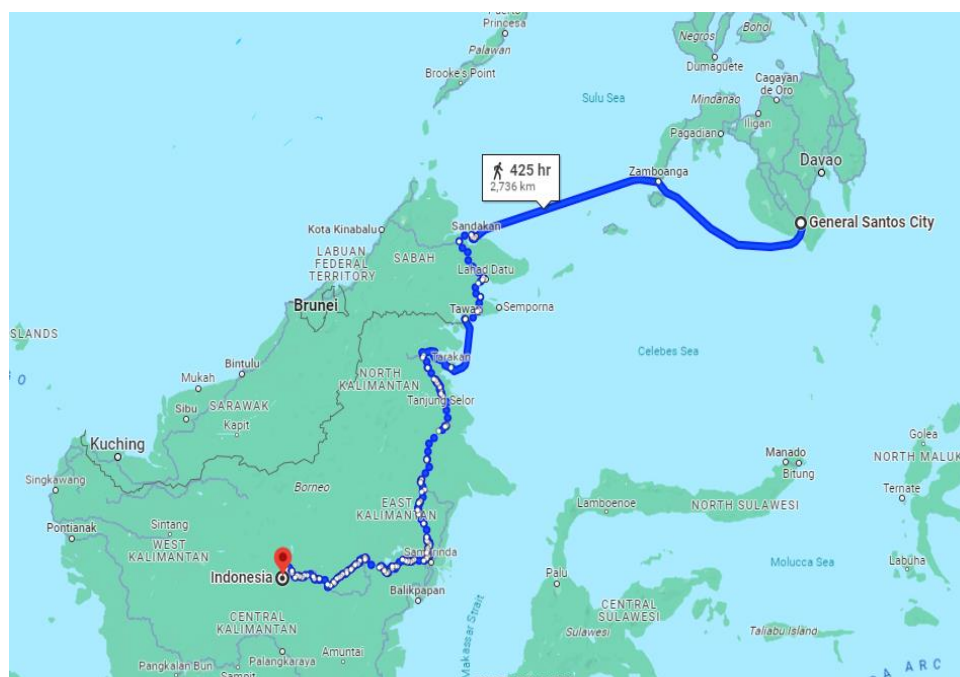 Princesa
Palawan
Brooke's Point
Negros
Bohol
Dumaguete
Sulu Sea
Cagayan
de Oro
Mindanao
Iligan
Pagadian
Davao
Zamboanga
425 hr
2,736 km
General Santos City
Sandakan
Kota Kinabalu
LABUAN
FEDERAL
TERRITORY
SABAH
Lahad Datu
Brunei
Tawau
Semporna
ISLANDS
Celebes Sea
Tarakan
Bintulu
NORTH
KALIMANTAN
Mukah
SARAWAK
Tanjung Selor
Sibu
Kapit
Kuching
Golea
NORTH MALUK
Manado
Bitung
Singkawang
Borneo
Ternate
Lamboenoe
NORTH SULAWESI
EAST
KALIMANTAN
Pontianak
Sintang
WEST
KALIMANTAN
Samarinda
Molucca Sea
Labuha
Indonesia
Palu
Balikpapan
CENTRAL
KALIMANTAN
CENTRAL
SULAWESI
Sulawesi
Taliabu Island
Makassar Strait
Palangkaraya
Amuntai
Pangkalan Bun
ARC